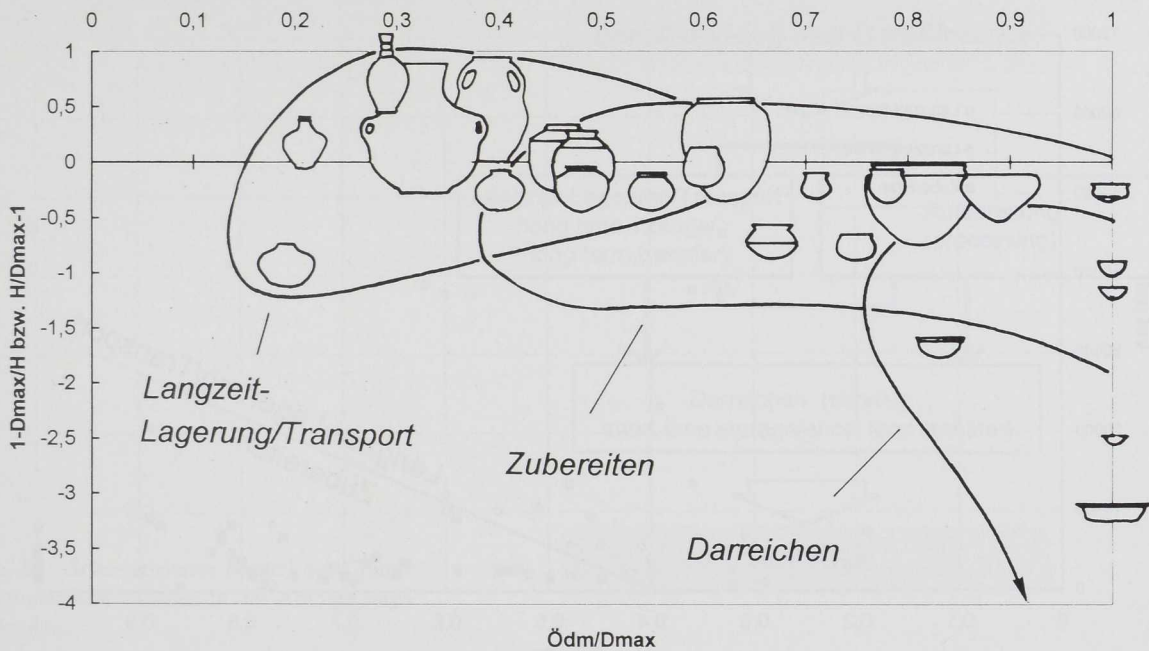 0 0,1 0,2 0,3 0,4 0,5 0,6 0,7 0,8 0,9 1
1
0,5
0
-0,5
-1
-1,5
-2
-2,5
-3
-3,5
-4
1-Dmax/H bzw. H/Dmax-1
Langzeit-
Lagerung/Transport
Zubereiten
Darreichen
Ödm/Dmax